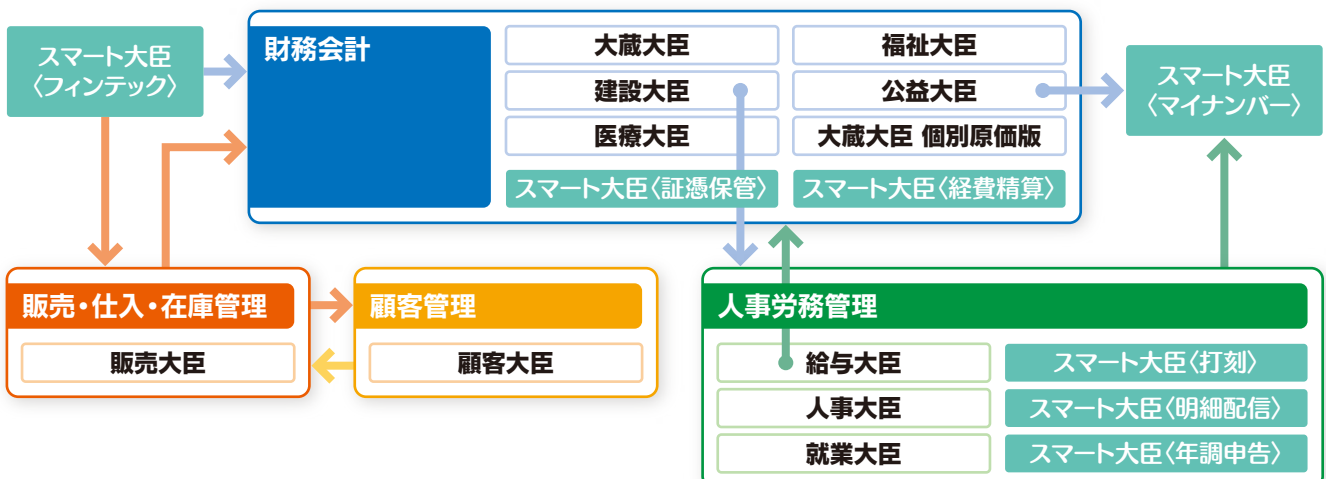 スマート大臣
〈フィンテック〉
財務会計
大蔵大臣
福祉大臣
建設大臣
公益大臣
医療大臣
大蔵大臣 個別原価版
スマート大臣〈証憑保管〉
スマート大臣〈経費精算〉
スマート大臣
〈マイナンバー〉
販売・仕入・在庫管理
販売大臣
顧客管理
顧客大臣
人事労務管理
給与大臣
スマート大臣〈打刻〉
人事大臣
スマート大臣〈明細配信〉
就業大臣
スマート大臣〈年調申告〉